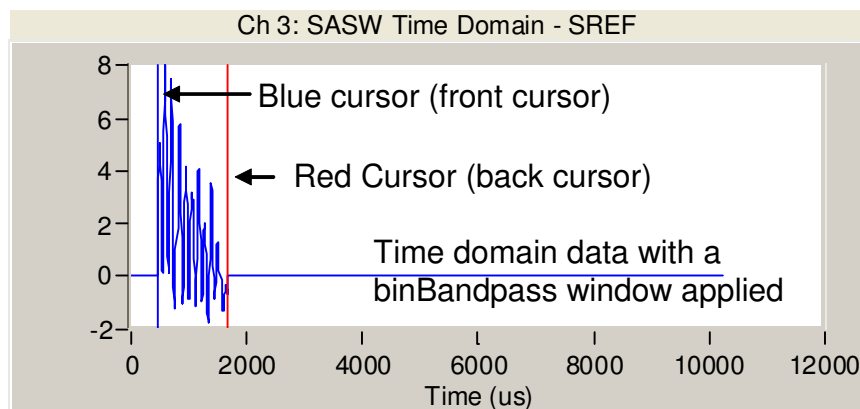 Ch 3: SASW Time Domain - SREF
8
6
4
2
0
-2
Blue cursor (front cursor)
Red Cursor (back cursor)
Time domain data with a
binBandpass window applied
0 2000 4000 6000 8000 10000 12000
Time (us)